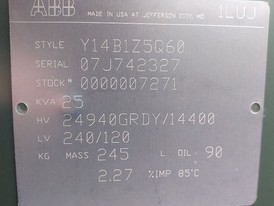 ABB MADE IN USA AT JEFFERSON CITY, MO 1LUJ
STYLE Y14B1Z5Q60
SERIAL 07J742327
STOCK# 0000007271
KVA 25
HV 24940GRDY/14400
LV 240/120
KG MASS 245 L OIL- 90
2.27 %IMP 85°C